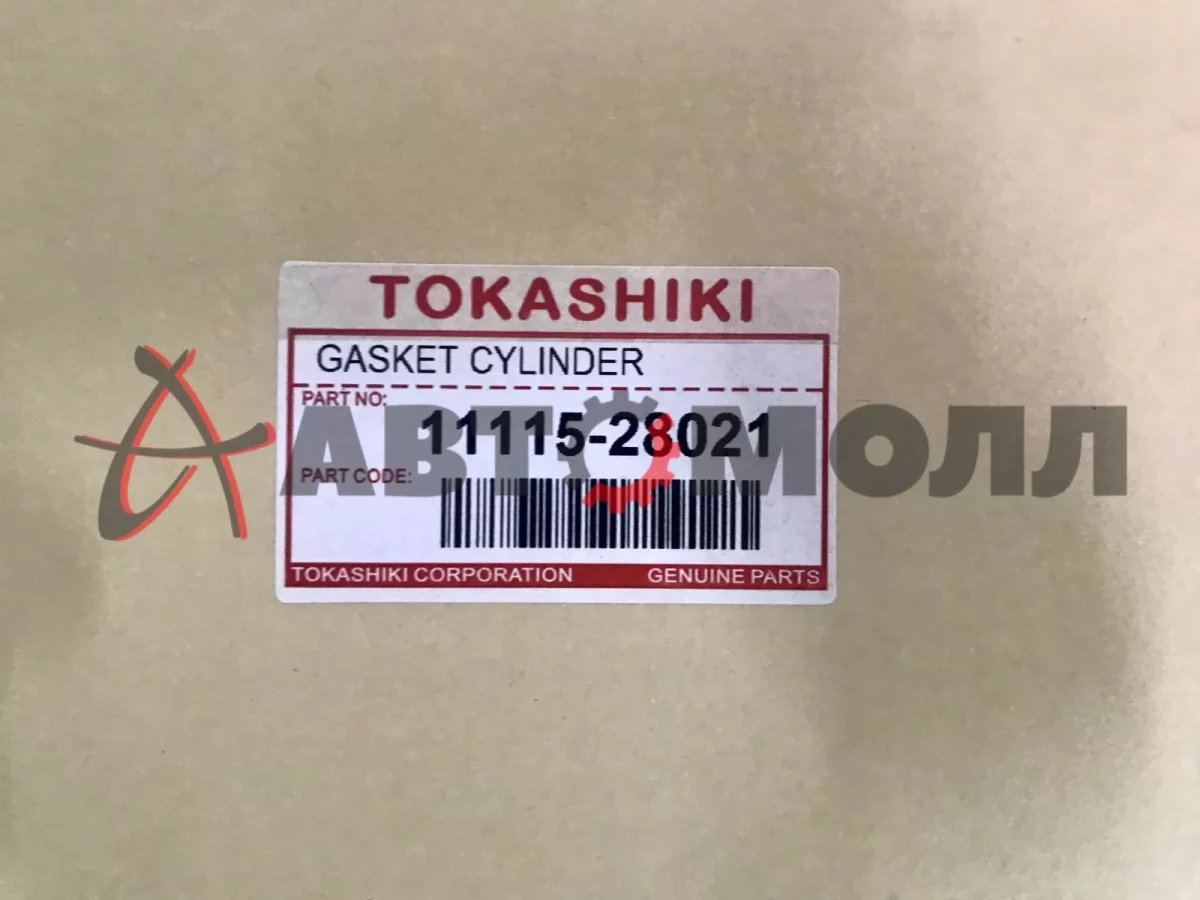 TOKASHIKI
GASKET CYLINDER
PART NO:
11115-28021
АВТОМОЛЛ
PART CODE:
TOKASHIKI CORPORATION GENUINE PARTS